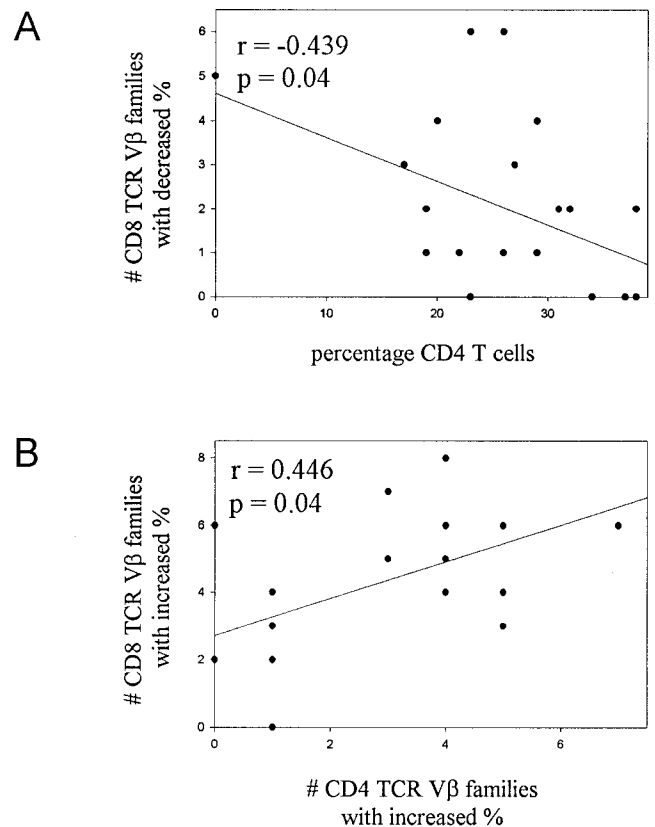 A
r = -0.439
p = 0.04
# CD8 TCR Vβ families
with decreased %
6
5
4
3
2
1
0
0 10 20 30
percentage CD4 T cells
B
r = 0.446
p = 0.04
# CD8 TCR Vβ families
with increased %
8
6
4
2
0
0 2 4 6
# CD4 TCR Vβ families
with increased %